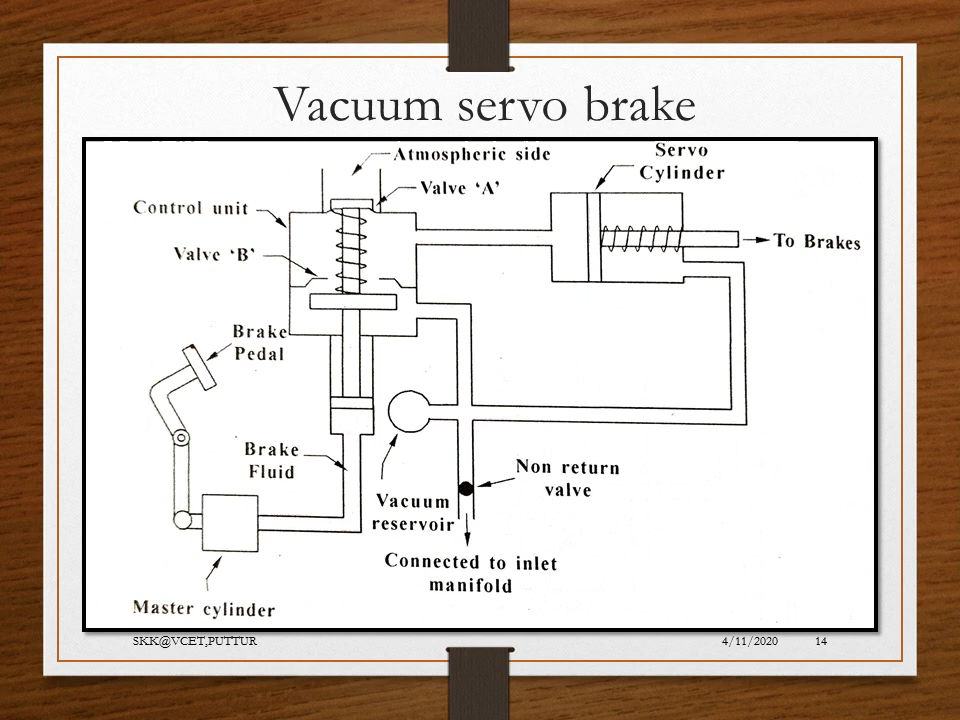 Vacuum servo brake
Atmospheric side
Servo
Cylinder
Valve ‘A’
Control unit
Valve ‘B’
To Brakes
Brake
Pedal
Brake
Fluid
Non return
valve
Vacuum
reservoir
Connected to inlet
manifold
Master cylinder
SKK@VCET,PUTTUR
4/11/2020
14